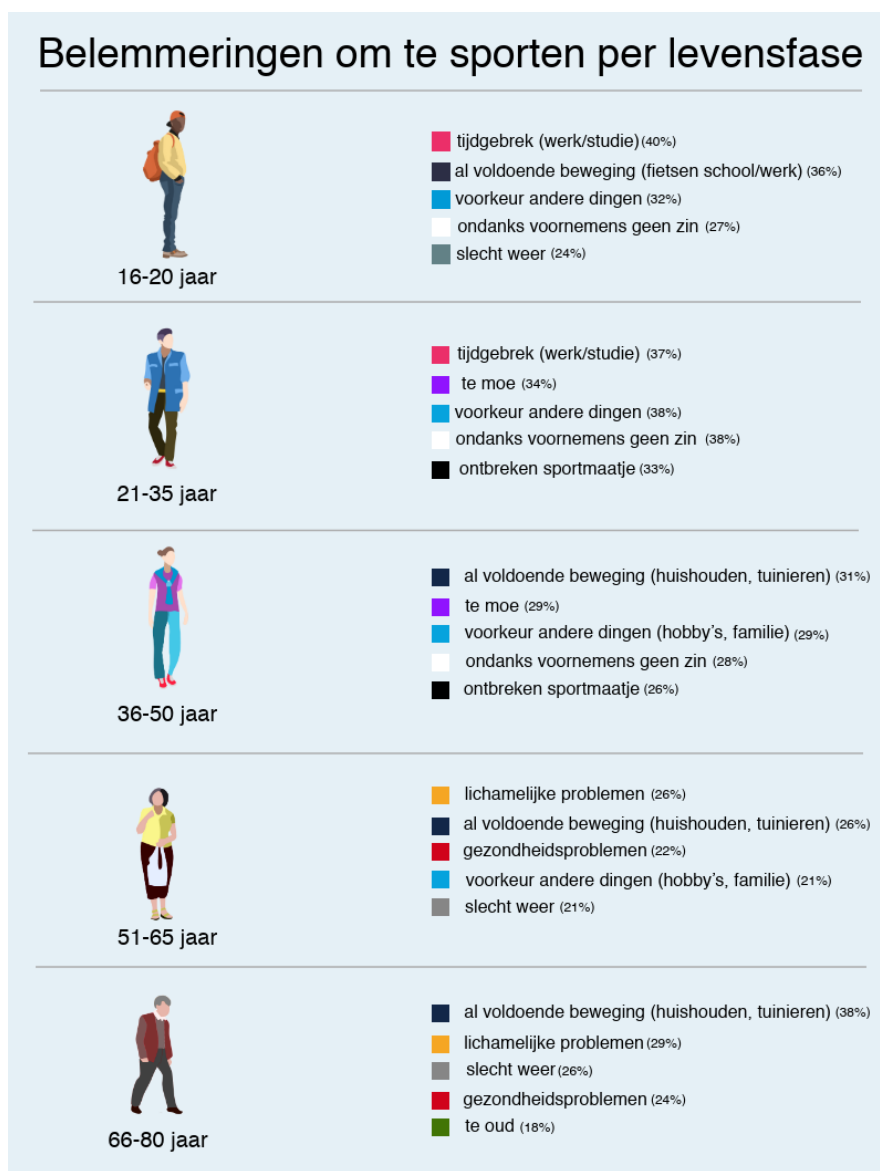 Belemmeringen om te sporten per levensfase
tijdgebrek (werk/studie) (40%)
al voldoende beweging (fietsen school/werk) (36%)
voorkeur andere dingen (32%)
ondanks voornemens geen zin (27%)
slecht weer (24%)
16-20 jaar
tijdgebrek (werk/studie) (37%)
te moe (34%)
voorkeur andere dingen (38%)
ondanks voornemens geen zin (38%)
ontbreken sportmaatje (33%)
21-35 jaar
al voldoende beweging (huishouden, tuinieren) (31%)
te moe (29%)
voorkeur andere dingen (hobby's, familie) (29%)
ondanks voornemens geen zin (28%)
ontbreken sportmaatje (26%)
36-50 jaar
lichamelijke problemen (26%)
al voldoende beweging (huishouden, tuinieren) (26%)
gezondheidsproblemen (22%)
voorkeur andere dingen (hobby's, familie) (21%)
slecht weer (21%)
51-65 jaar
al voldoende beweging (huishouden, tuinieren) (38%)
lichamelijke problemen (29%)
slecht weer (26%)
gezondheidsproblemen (24%)
te oud (18%)
66-80 jaar